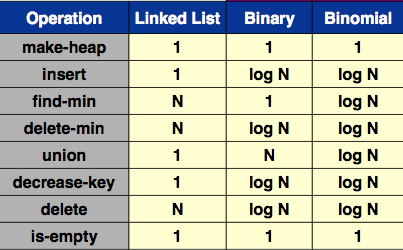 Operation Linked List Binary Binomial
make-heap 1 1 1
insert 1 log N log N
find-min N 1 log N
delete-min N log N log N
union 1 N log N
decrease-key 1 log N log N
delete N log N log N
is-empty 1 1 1